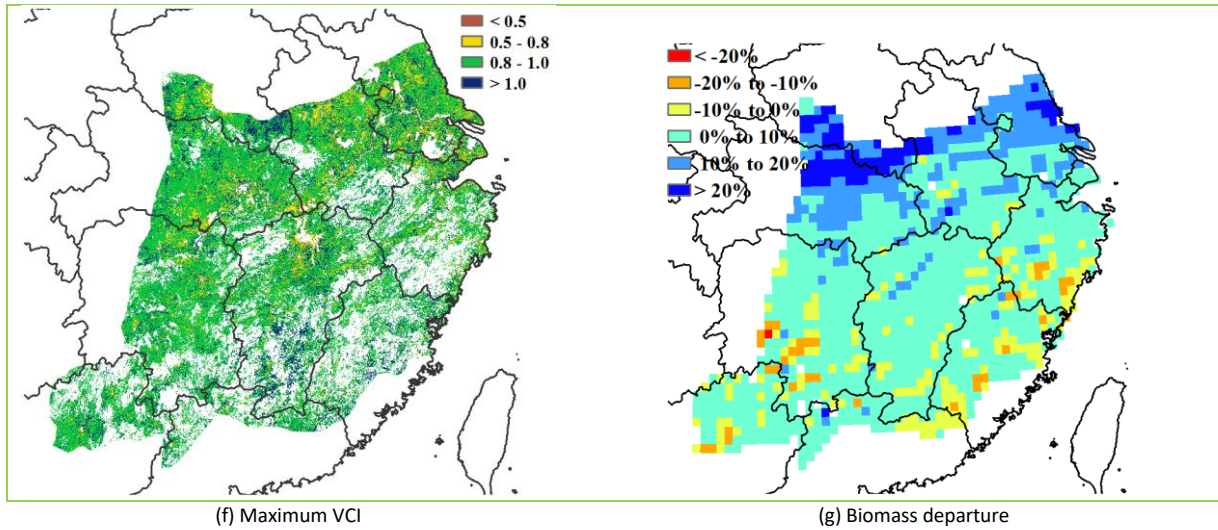 < 0.5
0.5 - 0.8
0.8 - 1.0
> 1.0
< -20%
-20% to -10%
-10% to 0%
0% to 10%
10% to 20%
> 20%
(f) Maximum VCI
(g) Biomass departure